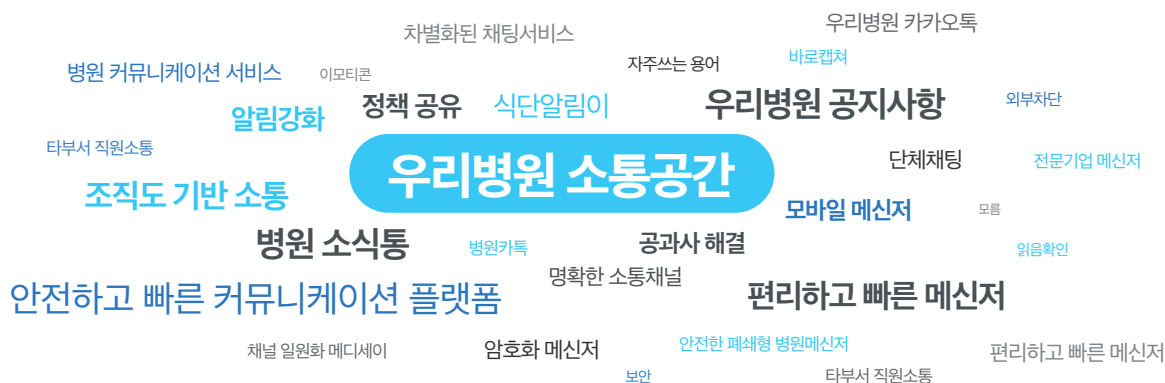 우리병원 카카오톡
차별화된 채팅서비스
자주쓰는 용어
바로캡쳐
병원 커뮤니케이션 서비스
이모티콘
정책 공유
식단알림이
우리병원 공지사항
외부차단
알림강화
타부서 직원소통
우리병원 소통공간
단체채팅
전문기업 메신저
조직도 기반 소통
모바일 메신저
모름
병원 소식통
병원카톡
공과사 해결
읽음확인
명확한 소통채널
안전하고 빠른 커뮤니케이션 플랫폼
편리하고 빠른 메신저
채널 일원화 메디세이
암호화 메신저
안전한 폐쇄형 병원메신저
편리하고 빠른 메신저
보안
타부서 직원소통